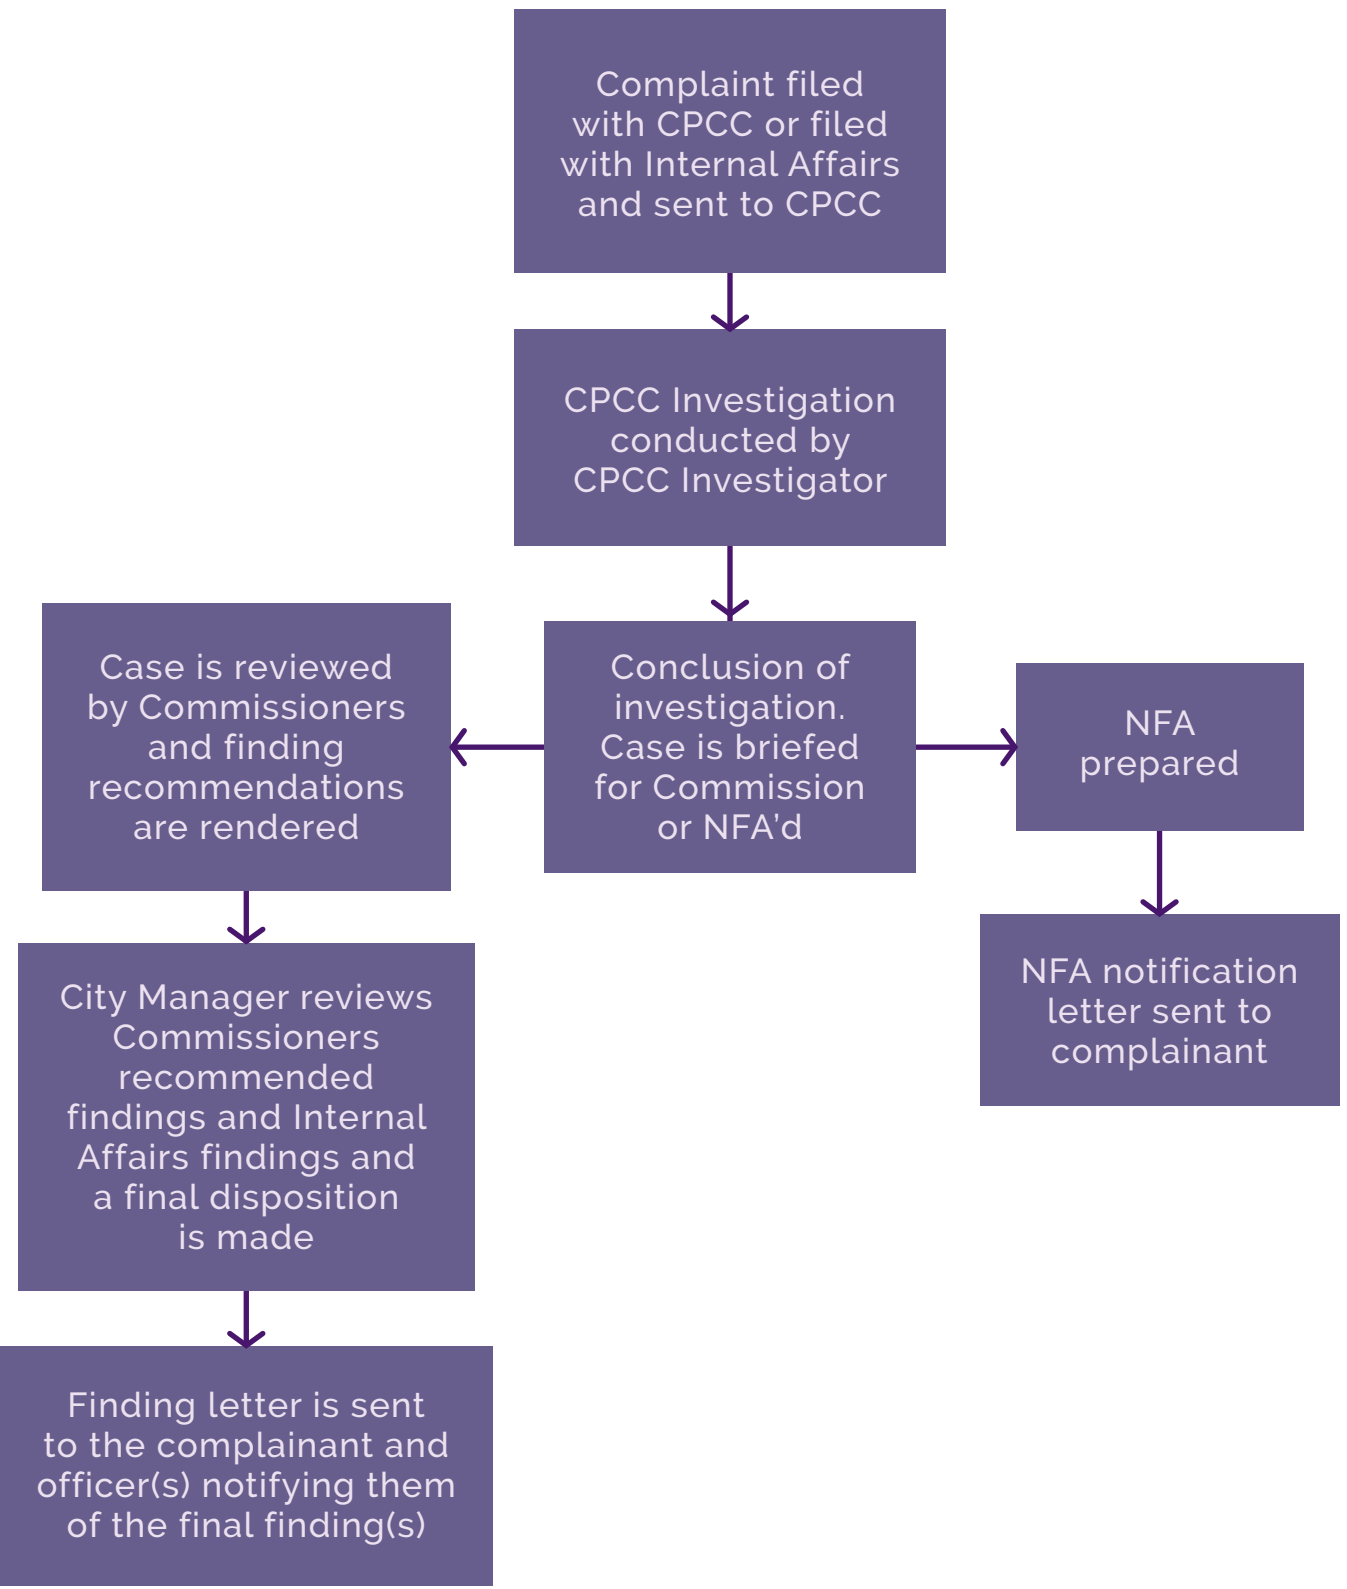 Complaint filed
with CPCC or filed
with Internal Affairs
and sent to CPCC
CPCC Investigation
conducted by
CPCC Investigator
Conclusion of
investigation.
Case is briefed
for Commission
or NFA’d
Case is reviewed
by Commissioners
and finding
recommendations
are rendered
City Manager reviews
Commissioners
recommended
findings and Internal
Affairs findings and
a final disposition
is made
Finding letter is sent
to the complainant and
officer(s) notifying them
of the final finding(s)
NFA
prepared
NFA notification
letter sent to
complainant